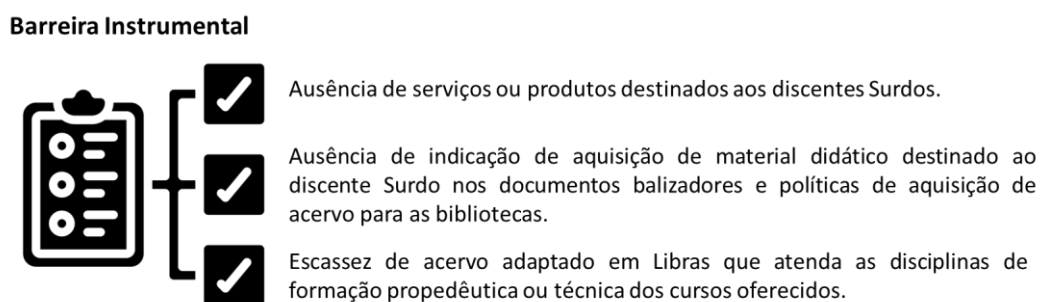 Barreira Instrumental
Ausência de serviços ou produtos destinados aos discentes Surdos.
Ausência de indicação de aquisição de material didático destinado ao
discente Surdo nos documentos balizadores e políticas de aquisição de
acervo para as bibliotecas.
Escassez de acervo adaptado em Libras que atenda as disciplinas de
formação propedêutica ou técnica dos cursos oferecidos.